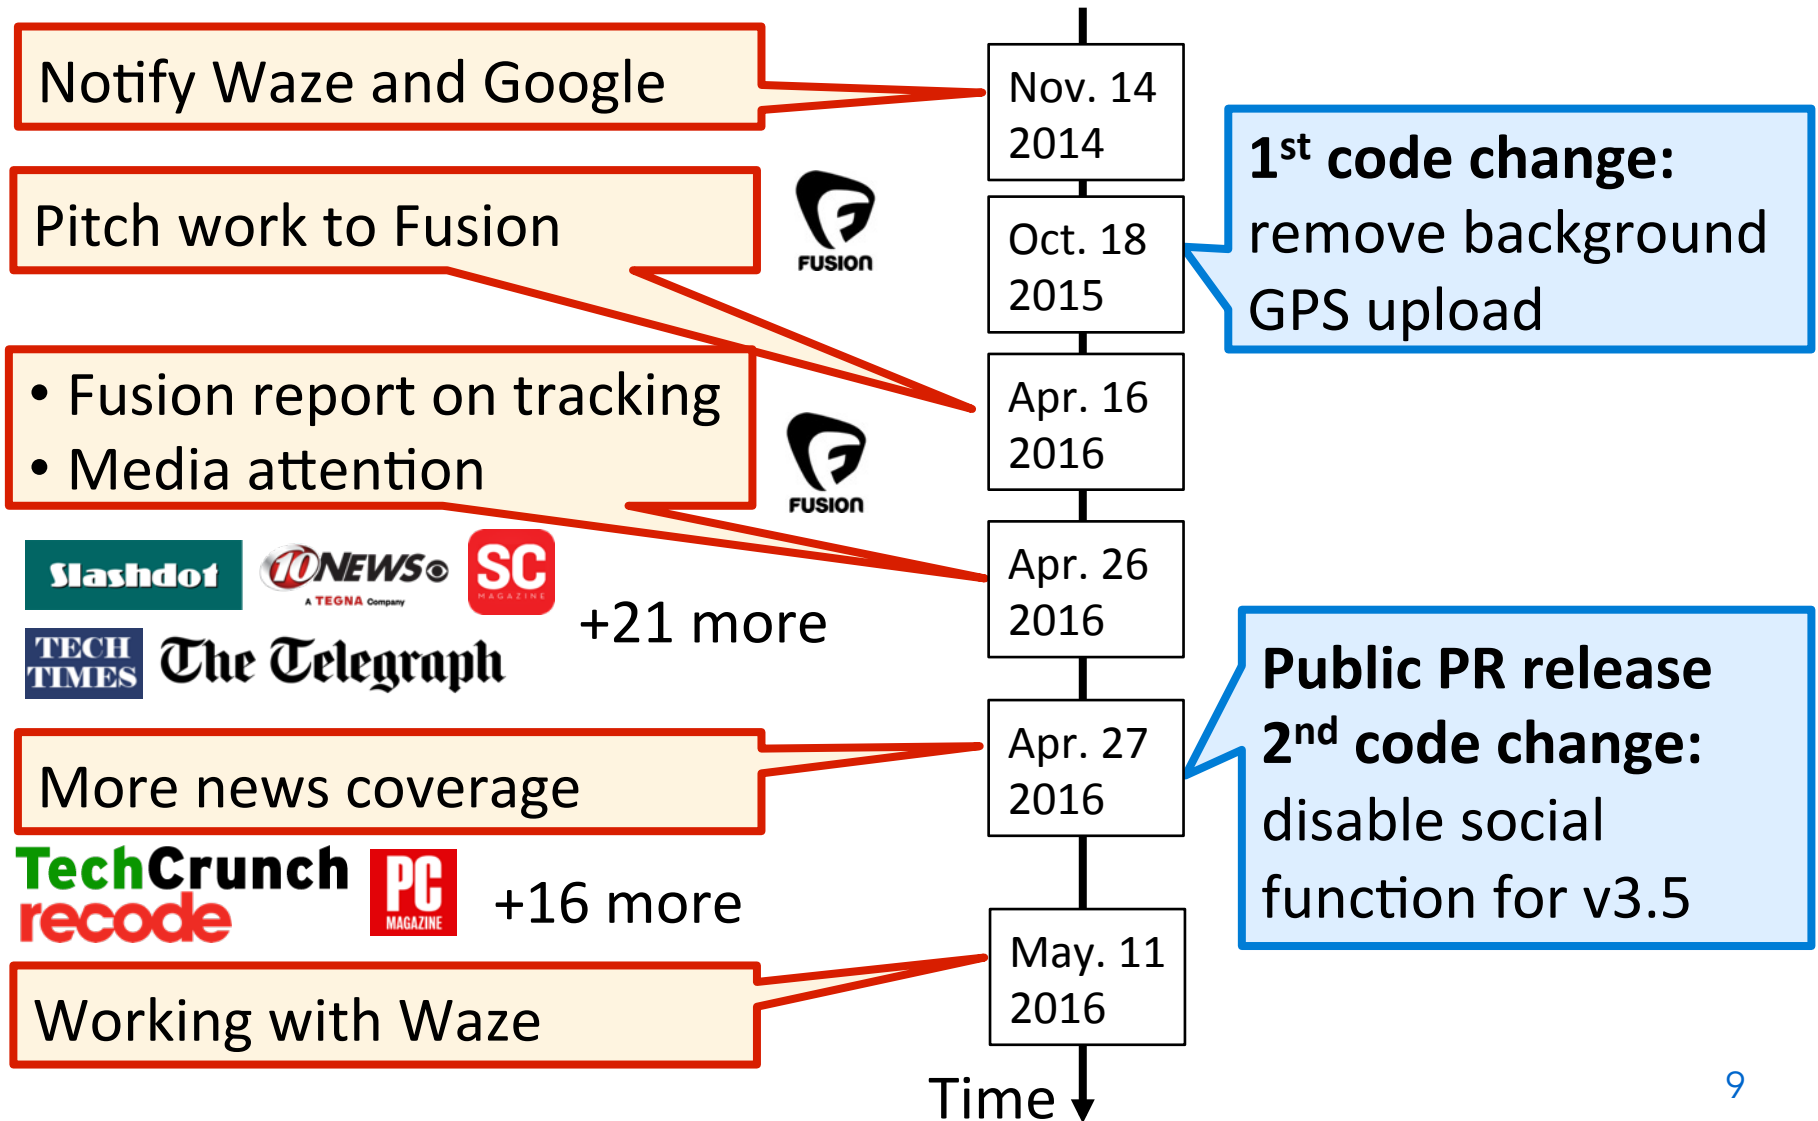 Notify Waze and Google
Nov. 14
2014
1st code change:
remove background
GPS upload
Pitch work to Fusion
FUSION
Oct. 18
2015
• Fusion report on tracking
• Media attention
FUSION
Apr. 16
2016
Slashdot
10NEWS
A TEGNA Company
SC
MAGAZINE
TECH
TIMES
The Telegraph
+21 more
Apr. 26
2016
Public PR release
2nd code change:
disable social
function for v3.5
More news coverage
Apr. 27
2016
TechCrunch
recode
PC
MAGAZINE
+16 more
Working with Waze
May. 11
2016
Time
9